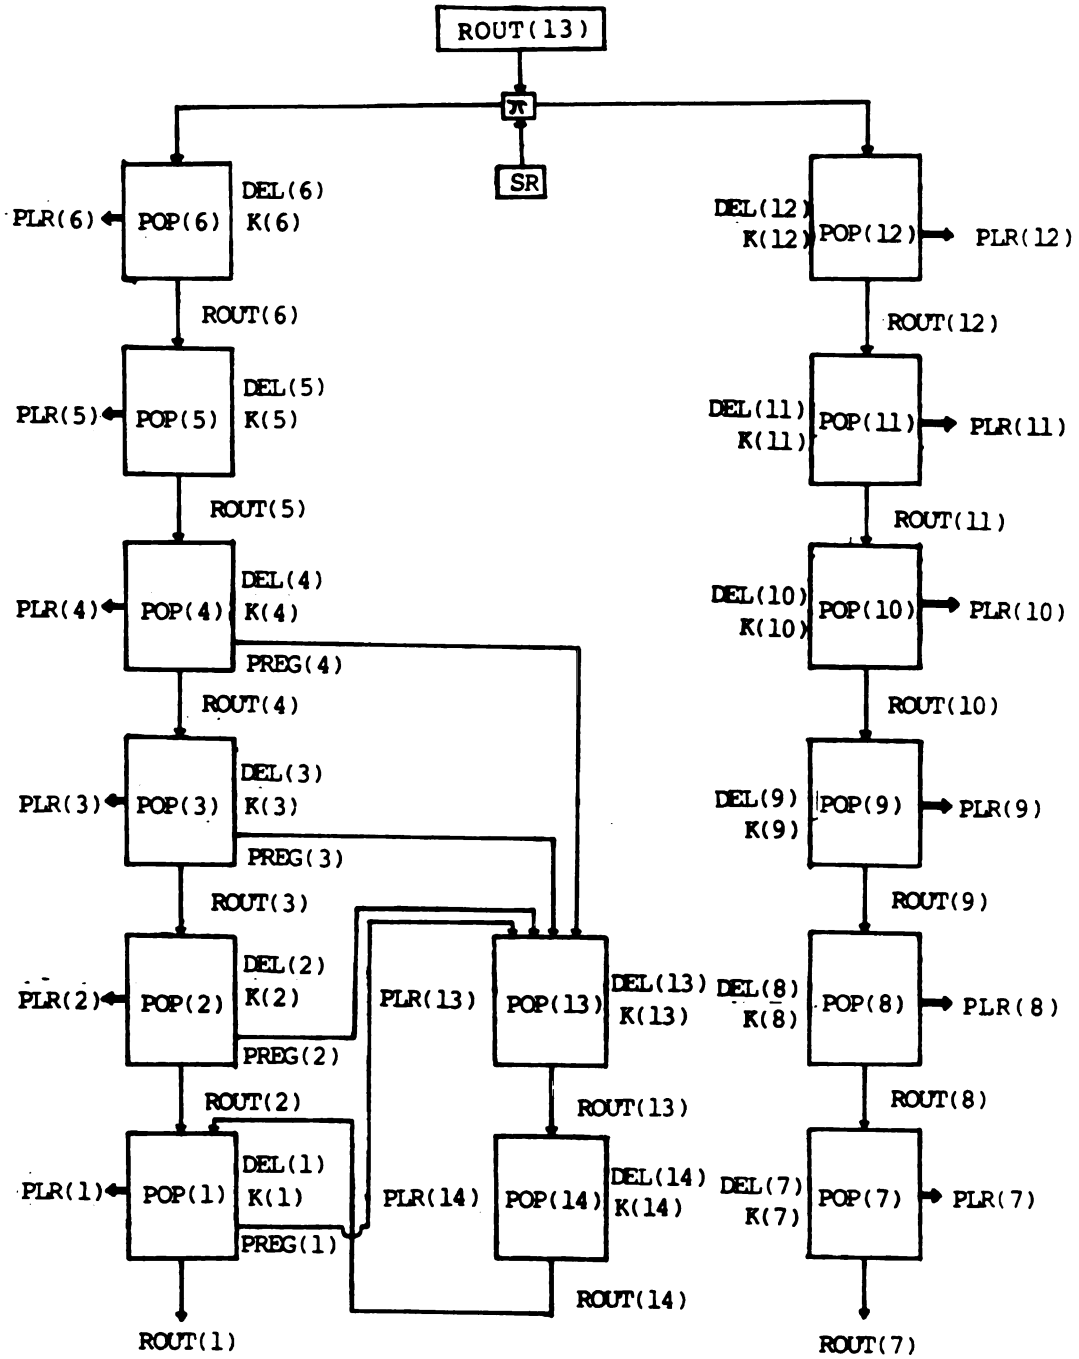 ROUT(13)
π
SR
PLR(6)
POP(6)
DEL(6)
K(6)
ROUT(6)
PLR(5)
POP(5)
DEL(5)
K(5)
ROUT(5)
PLR(4)
POP(4)
DEL(4)
K(4)
PREG(4)
ROUT(4)
PLR(3)
POP(3)
DEL(3)
K(3)
PREG(3)
ROUT(3)
PLR(2)
POP(2)
DEL(2)
K(2)
PREG(2)
ROUT(2)
PLR(1)
POP(1)
DEL(1)
K(1)
PREG(1)
ROUT(1)
PLR(13)
POP(13)
DEL(13)
K(13)
ROUT(13)
PLR(14)
POP(14)
DEL(14)
K(14)
ROUT(14)
DEL(12)
K(12)
POP(12)
PLR(12)
ROUT(12)
DEL(11)
K(11)
POP(11)
PLR(11)
ROUT(11)
DEL(10)
K(10)
POP(10)
PLR(10)
ROUT(10)
DEL(9)
K(9)
POP(9)
PLR(9)
ROUT(9)
DEL(8)
K(8)
POP(8)
PLR(8)
ROUT(8)
DEL(7)
K(7)
POP(7)
PLR(7)
ROUT(7)